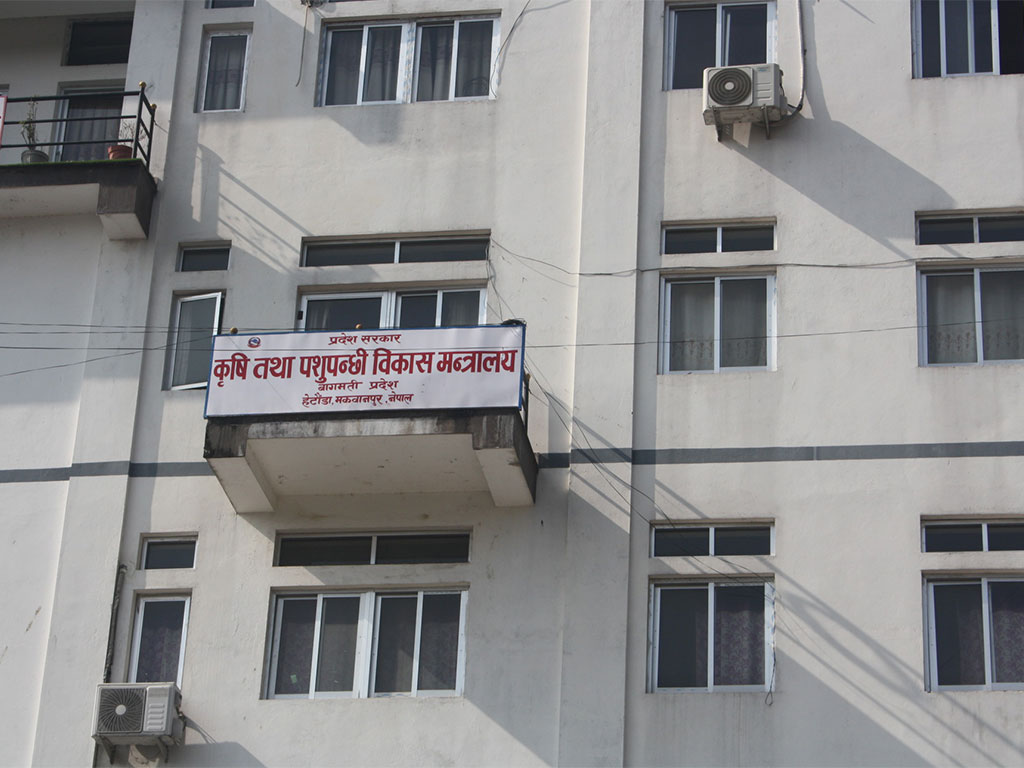 प्रदेश सरकार
कृषि तथा पशुपन्छी विकास मन्त्रालय
बागमती प्रदेश
हेटौंडा, मकवानपुर, नेपाल